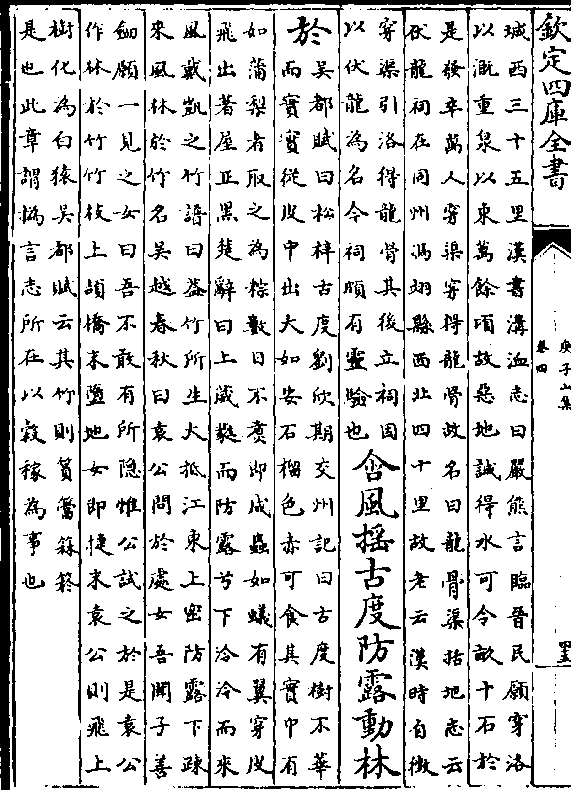 欽定四庫全書
庾子山集
卷四
城西三十五里漢書溝洫志曰嚴熊言臨晉民願穿洛
以溉重泉以東萬餘頃故惡地誠得水可令畝十石於
是發卒萬人穿渠穿得龍骨故名曰龍骨渠括地志云
伏龍祠在同州馮翊縣西北四十里故老云漢時自徴
穿渠引洛得龍骨其後立祠因
以伏龍為名今祠頗有靈驗也
含風揺古度防露動林
於
吳都賦曰松梓古度劉欣期交州記曰古度樹不華
而實實從皮中出大如安石榴色赤可食其實中有
如蒲梨者取之為粽數日不煑即成蟲如蟻有翼穿皮
飛出著屋正黒楚辭曰上葳蕤而防露兮下泠泠而來
風戴凱之竹譜曰葢竹所生大抵江東上宻防露下疎
來風林於竹名吳越春秋曰袁公問於處女吾聞子善
劒願一見之女曰吾不敢有所隠惟公試之於是袁公
作林於竹竹枝上頡橋末墮地女即捷末袁公則飛上
樹化為白猿吳都賦云其竹則篔簹箖箊
是也此章謂撝言志所在以穀稼為事也